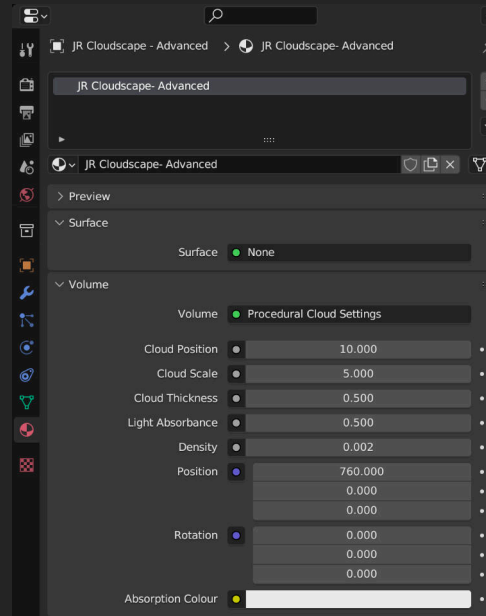 JR Cloudscape - Advanced > JR Cloudscape- Advanced
JR Cloudscape- Advanced
JR Cloudscape- Advanced
Preview
Surface
Surface None
Volume
Volume Procedural Cloud Settings
Cloud Position 10.000
Cloud Scale 5.000
Cloud Thickness 0.500
Light Absorbance 0.500
Density 0.002
Position 760.000
0.000
0.000
Rotation 0.000
0.000
0.000
Absorption Colour